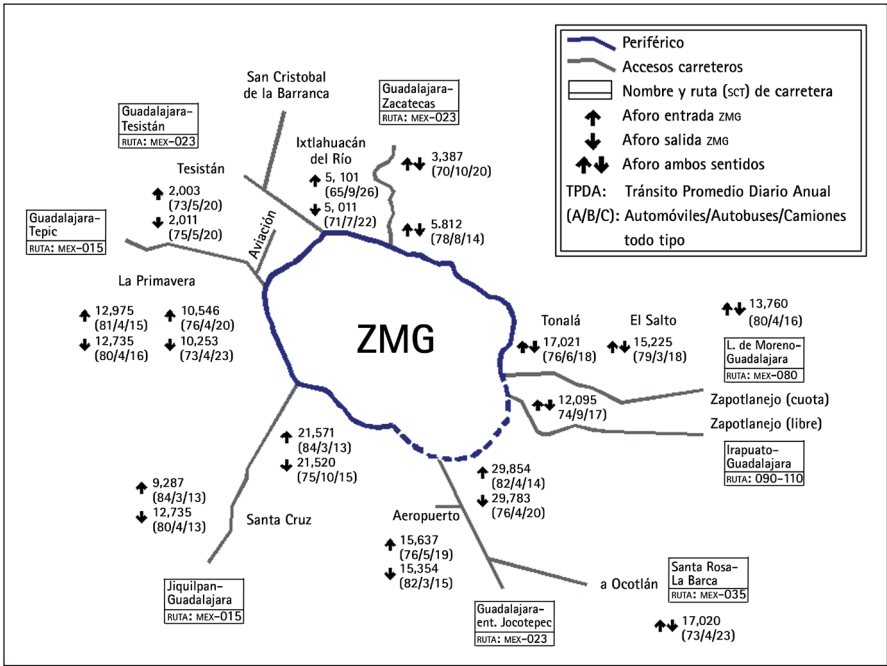 Periférico
Accesos carreteros
Nombre y ruta (SCT) de carretera
Aforo entrada ZMG
Aforo salida ZMG
Aforo ambos sentidos
TPDA: Tránsito Promedio Diario Anual
(A/B/C): Automóviles/Autobuses/Camiones
todo tipo
San Cristobal
de la Barranca
Guadalajara-
Zacatecas
RUTA: MEX-023
Guadalajara-
Tesistán
RUTA: MEX-023
Ixtlahuacán
del Río
5, 101
(65/9/26)
5, 011
(71/7/22)
3,387
(70/10/20)
5.812
(78/8/14)
Tesistán
2,003
(73/5/20)
2,011
(75/5/20)
Aviación
Guadalajara-
Tepic
RUTA: MEX-015
La Primavera
12,975
(81/4/15)
12,735
(80/4/16)
10,546
(76/4/20)
10,253
(73/4/23)
ZMG
Tonalá
17,021
(76/6/18)
El Salto
15,225
(79/3/18)
13,760
(80/4/16)
L. de Moreno-
Guadalajara
RUTA: MEX-080
Zapotlanejo (cuota)
12,095
74/9/17)
Zapotlanejo (libre)
Irapuato-
Guadalajara
RUTA: 090-110
21,571
(84/3/13)
21,520
(75/10/15)
9,287
(84/3/13)
12,735
(80/4/13)
Santa Cruz
Jiquilpan-
Guadalajara
RUTA: MEX-015
29,854
(82/4/14)
29,783
(76/4/20)
Aeropuerto
15,637
(76/5/19)
15,354
(82/3/15)
Guadalajara-
ent. Jocotepec
RUTA: MEX-023
a Ocotlán
Santa Rosa-
La Barca
RUTA: MEX-035
17,020
(73/4/23)